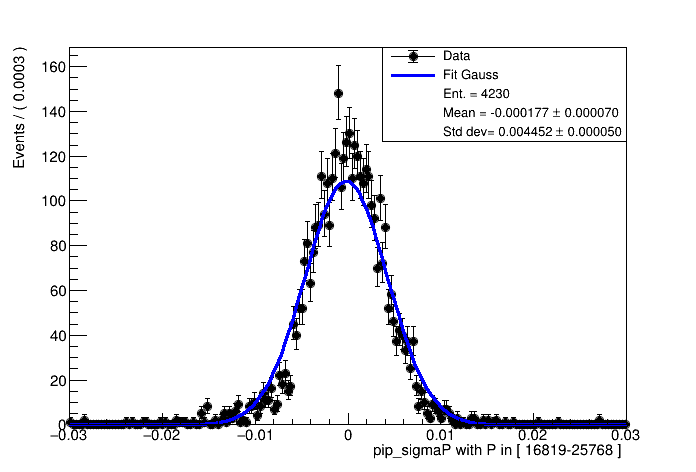 Events / ( 0.0003 )
160
140
120
100
80
60
40
20
0
Data
Fit Gauss
Ent. = 4230
Mean = -0.000177 ± 0.000070
Std dev= 0.004452 ± 0.000050
−0.03 −0.02 −0.01 0 0.01 0.02 0.03
pip_sigmaP with P in [ 16819-25768 ]